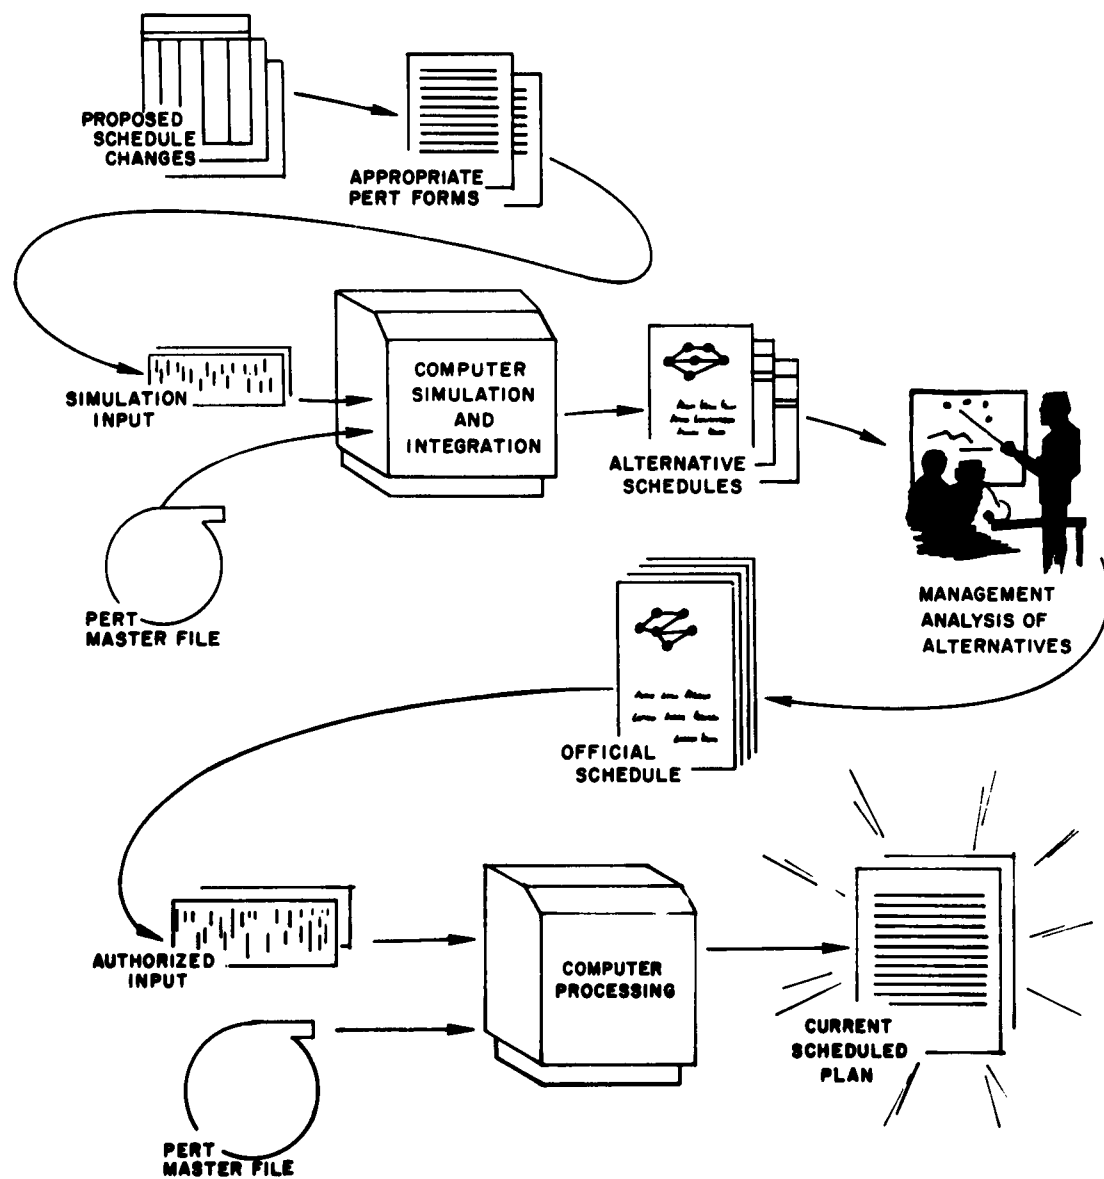 PROPOSED
SCHEDULE
CHANGES
APPROPRIATE
PERT FORMS
SIMULATION
INPUT
COMPUTER
SIMULATION
AND
INTEGRATION
ALTERNATIVE
SCHEDULES
PERT
MASTER FILE
MANAGEMENT
ANALYSIS OF
ALTERNATIVES
OFFICIAL
SCHEDULE
AUTHORIZED
INPUT
COMPUTER
PROCESSING
CURRENT
SCHEDULED
PLAN
PERT
MASTER FILE